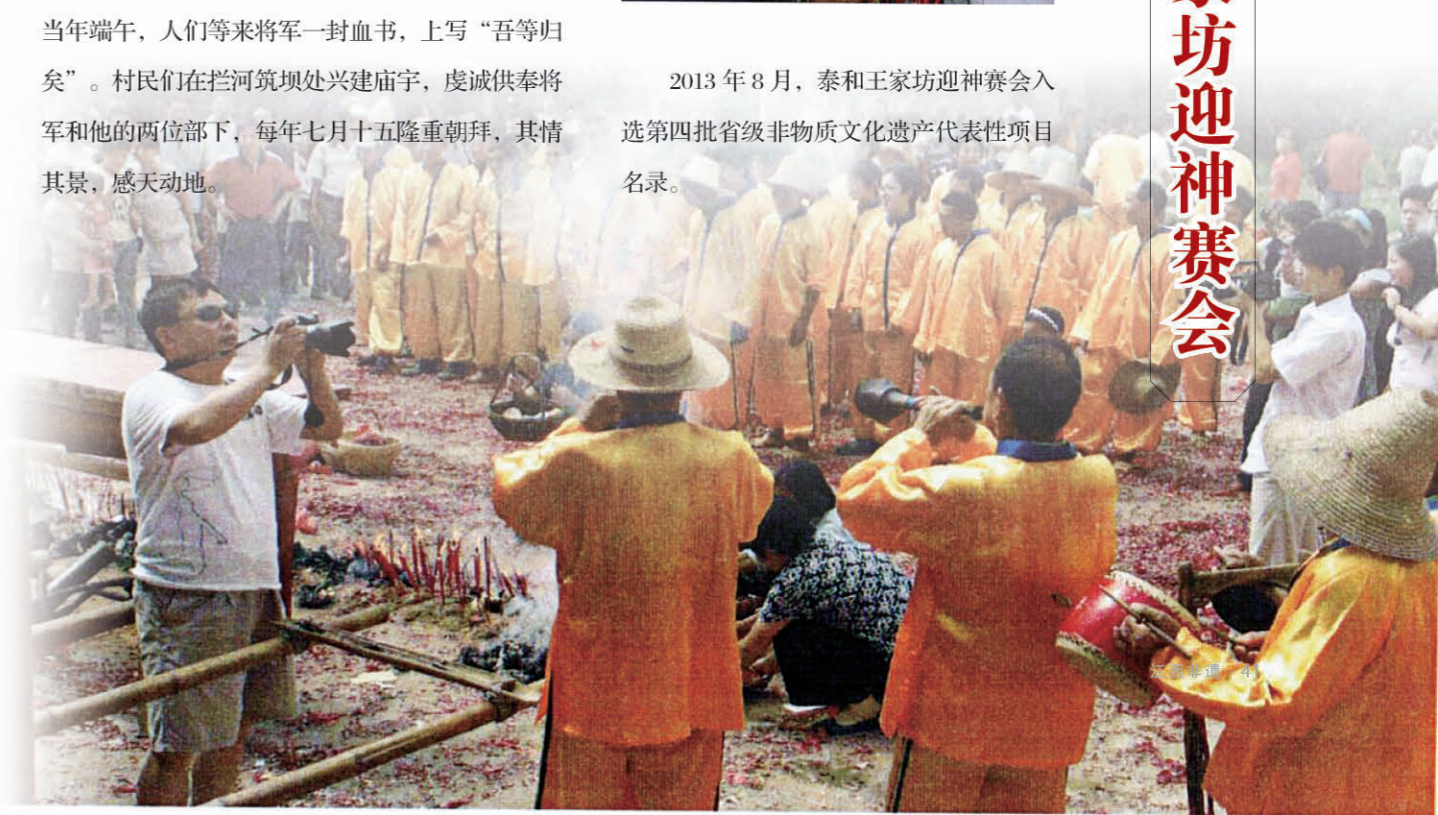 当年端午，人们等来将军一封血书，上写“吾等归
矣”。村民们在拦河筑坝处兴建庙宇，虔诚供奉将
军和他的两位部下，每年七月十五隆重朝拜，其情
其景，感天动地。
2013 年 8 月，泰和王家坊迎神赛会入
选第四批省级非物质文化遗产代表性项目
名录。
家坊迎神赛会
非遗 41